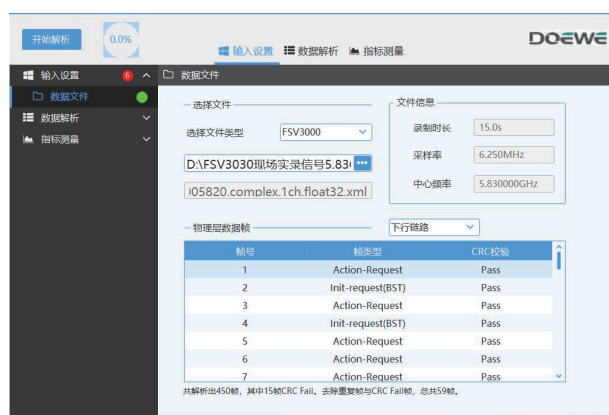 开始解析
0.0%
输入设置 数据解析 指标测量
DOEWE
输入设置 6
数据文件
数据解析
指标测量
数据文件
选择文件
选择文件类型 FSV3000
D:\FSV3030现场实录信号5.83
05820.complex.1ch.float32.xml
文件信息
录制时长 15.0s
采样率 6.250MHz
中心频率 5.830000GHz
物理层数据帧 下行链路
帧号 帧类型 CRC校验
1 Action-Request Pass
2 Init-request(BST) Pass
3 Action-Request Pass
4 Init-request(BST) Pass
5 Action-Request Pass
6 Action-Request Pass
7 Action-Request Pass
共解析出450帧，其中15帧CRC Fail。去除重复帧与CRC Fail帧，总共59帧。